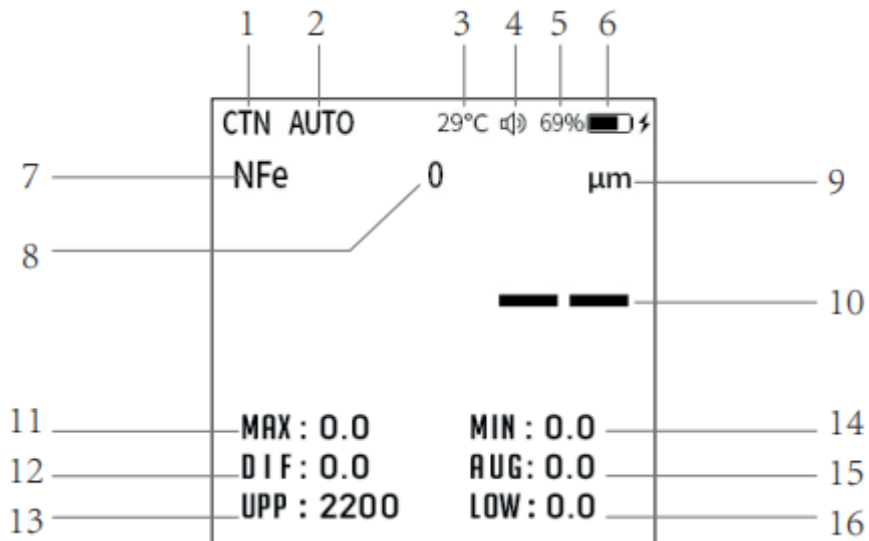 1 2 3 4 5 6
CTN AUTO 29°C 69%
7 NFe 0 µm 9
8
10
11 MAX: 0.0 MIN: 0.0 14
12 DIF: 0.0 AUG: 0.0 15
13 UPP: 2200 LOW: 0.0 16